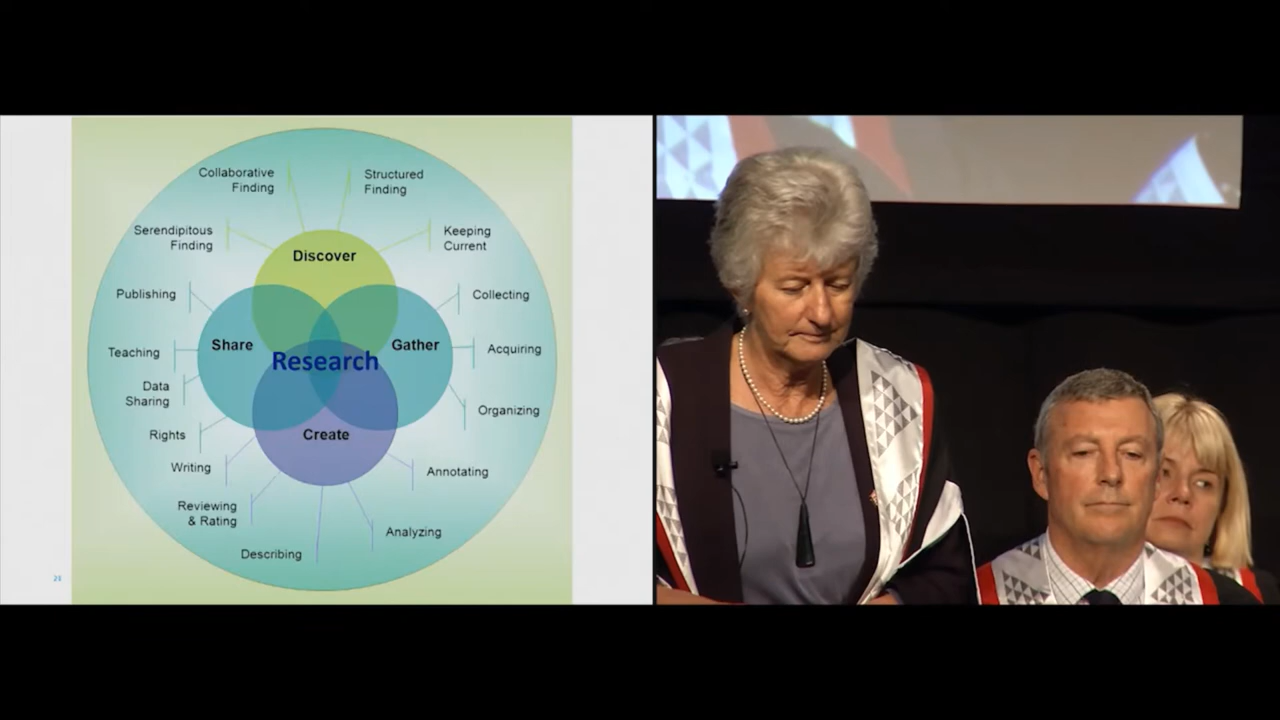 Collaborative
Finding
Structured
Finding
Serendipitous
Finding
Keeping
Current
Discover
Publishing
Collecting
Share
Gather
Teaching
Acquiring
Research
Data
Sharing
Organizing
Rights
Create
Writing
Annotating
Reviewing
& Rating
Analyzing
Describing